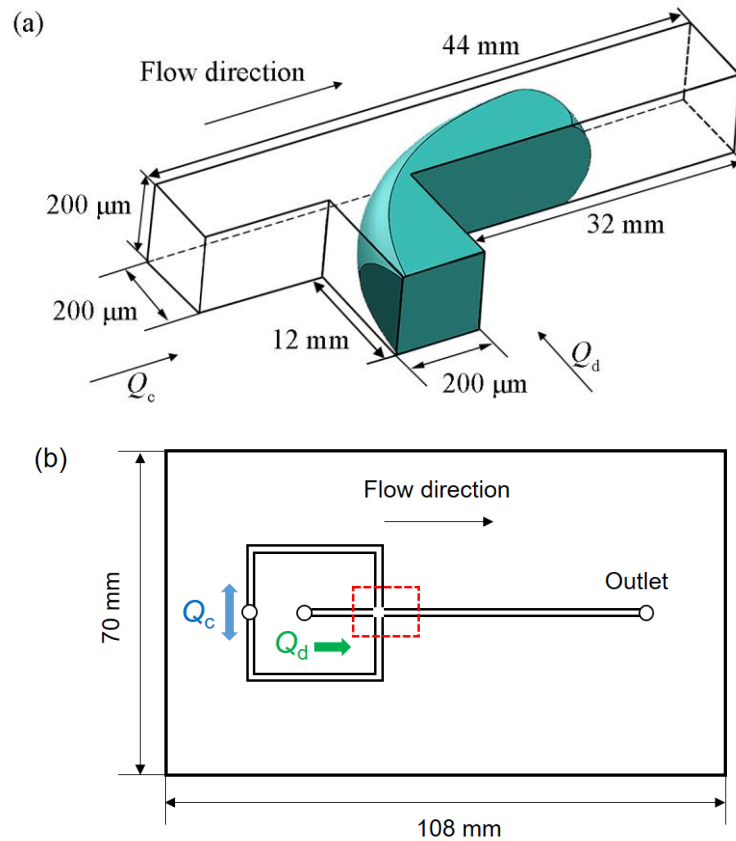 (a)
44 mm
Flow direction
200 μm
32 mm
200 μm
12 mm
200 μm
Qc
Qd
(b)
Flow direction
70 mm
Qc
Outlet
Qd
108 mm